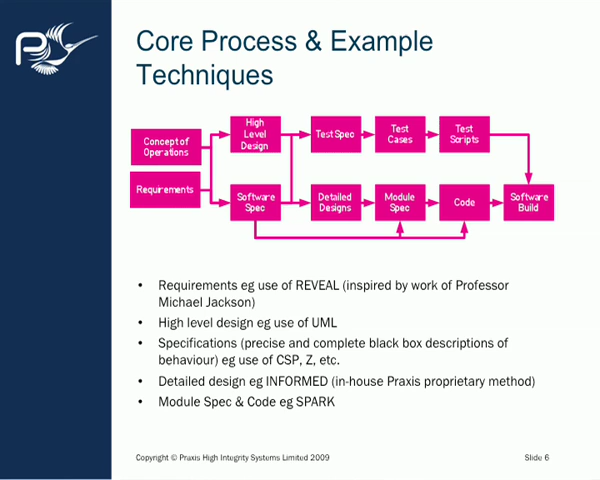 Core Process & Example
Techniques
Concept of
Operations
Requirements
High
Level
Design
Software
Spec
Test Spec
Detailed
Designs
Test
Cases
Module
Spec
Test
Scripts
Code
Software
Build
• Requirements eg use of REVEAL (inspired by work of Professor
Michael Jackson)
• High level design eg use of UML
• Specifications (precise and complete black box descriptions of
behaviour) eg use of CSP, Z, etc.
• Detailed design eg INFORMED (in-house Praxis proprietary method)
• Module Spec & Code eg SPARK
Copyright © Praxis High Integrity Systems Limited 2009
Slide 6